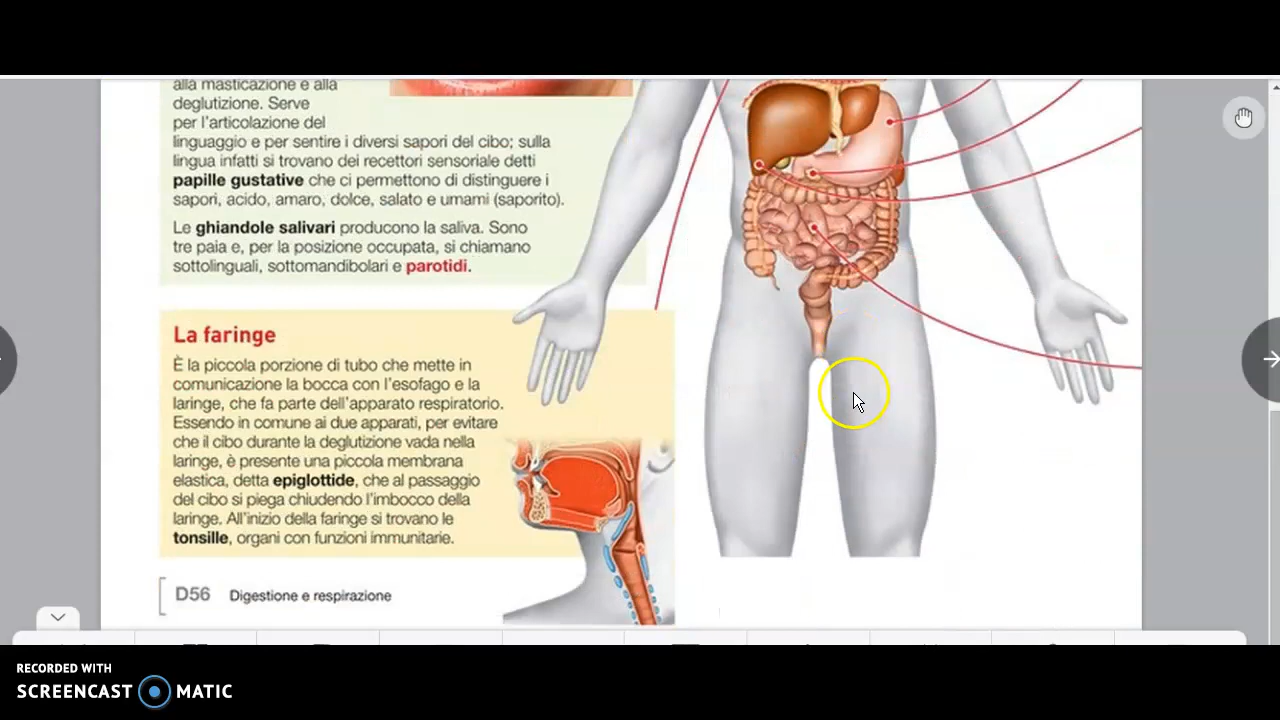 alla masticazione e alla
deglutizione. Serve
per l'articolazione del
linguaggio e per sentire i diversi sapori del cibo; sulla
lingua infatti si trovano dei recettori sensoriale detti
papille gustative che ci permettono di distinguere i
sapori, acido, amaro, dolce, salato e umami (saporito).
Le ghiandole salivari producono la saliva. Sono
tre paia e, per la posizione occupata, si chiamano
sottolinguali, sottomandibolari e parotidi.
La faringe
È la piccola porzione di tubo che mette in
comunicazione la bocca con l'esofago e la
laringe, che fa parte dell'apparato respiratorio.
Essendo in comune ai due apparati, per evitare
che il cibo durante la deglutizione vada nella
laringe, è presente una piccola membrana
elastica, detta epiglottide, che al passaggio
del cibo si piega chiudendo l'imbocco della
laringe. All'inizio della faringe si trovano le
tonsille, organi con funzioni immunitarie.
D56 Digestione e respirazione
RECORDED WITH
SCREENCAST MATIC